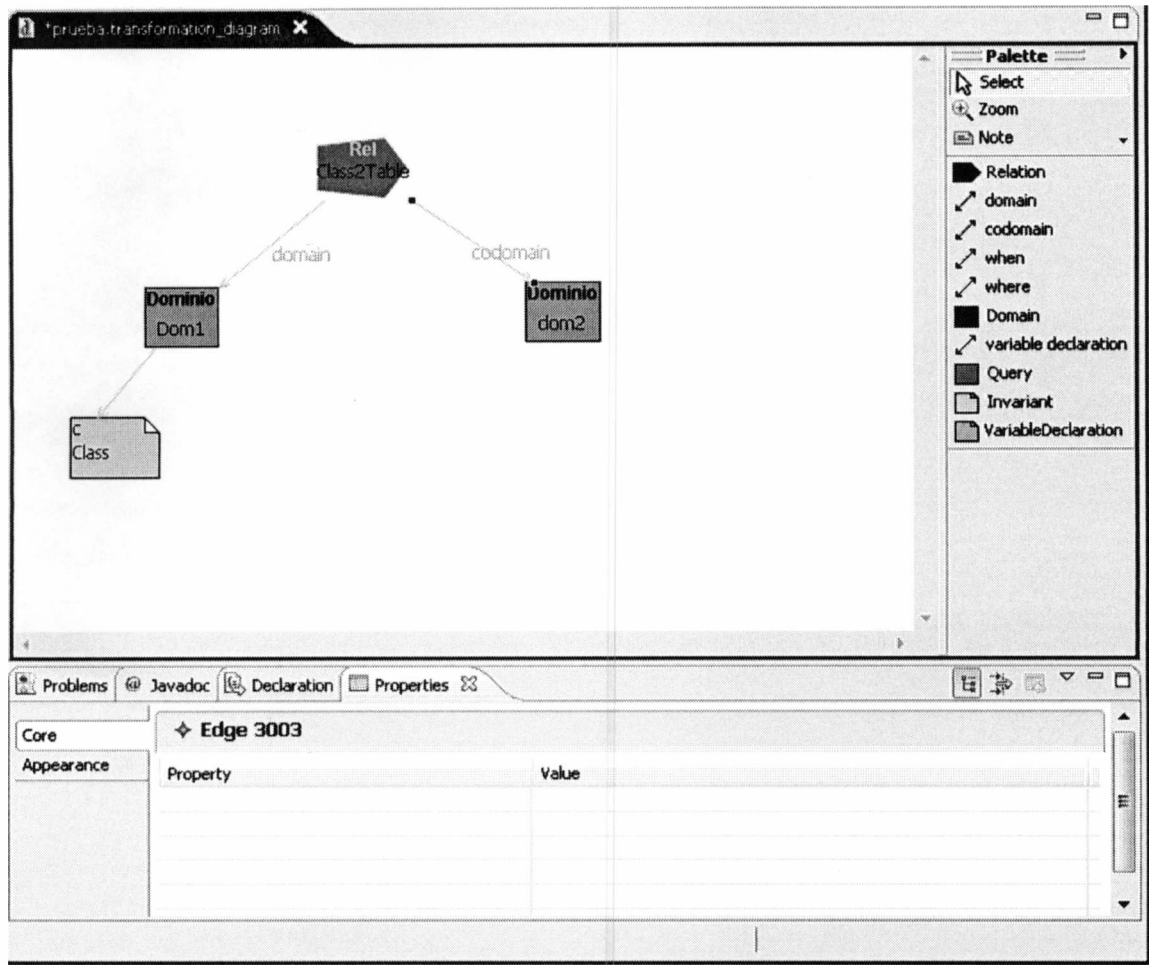 *prueba.transformation_diagram
Palette
Select
Zoom
Note
Relation
domain
codomain
when
where
Domain
variable declaration
Query
Invariant
VariableDeclaration
Rel
Class2Table
domain
codomain
Dominio
Dom1
Dominio
dom2
C
Class
Problems @ Javadoc Declaration Properties
Core
Appearance
Edge 3003
Property Value